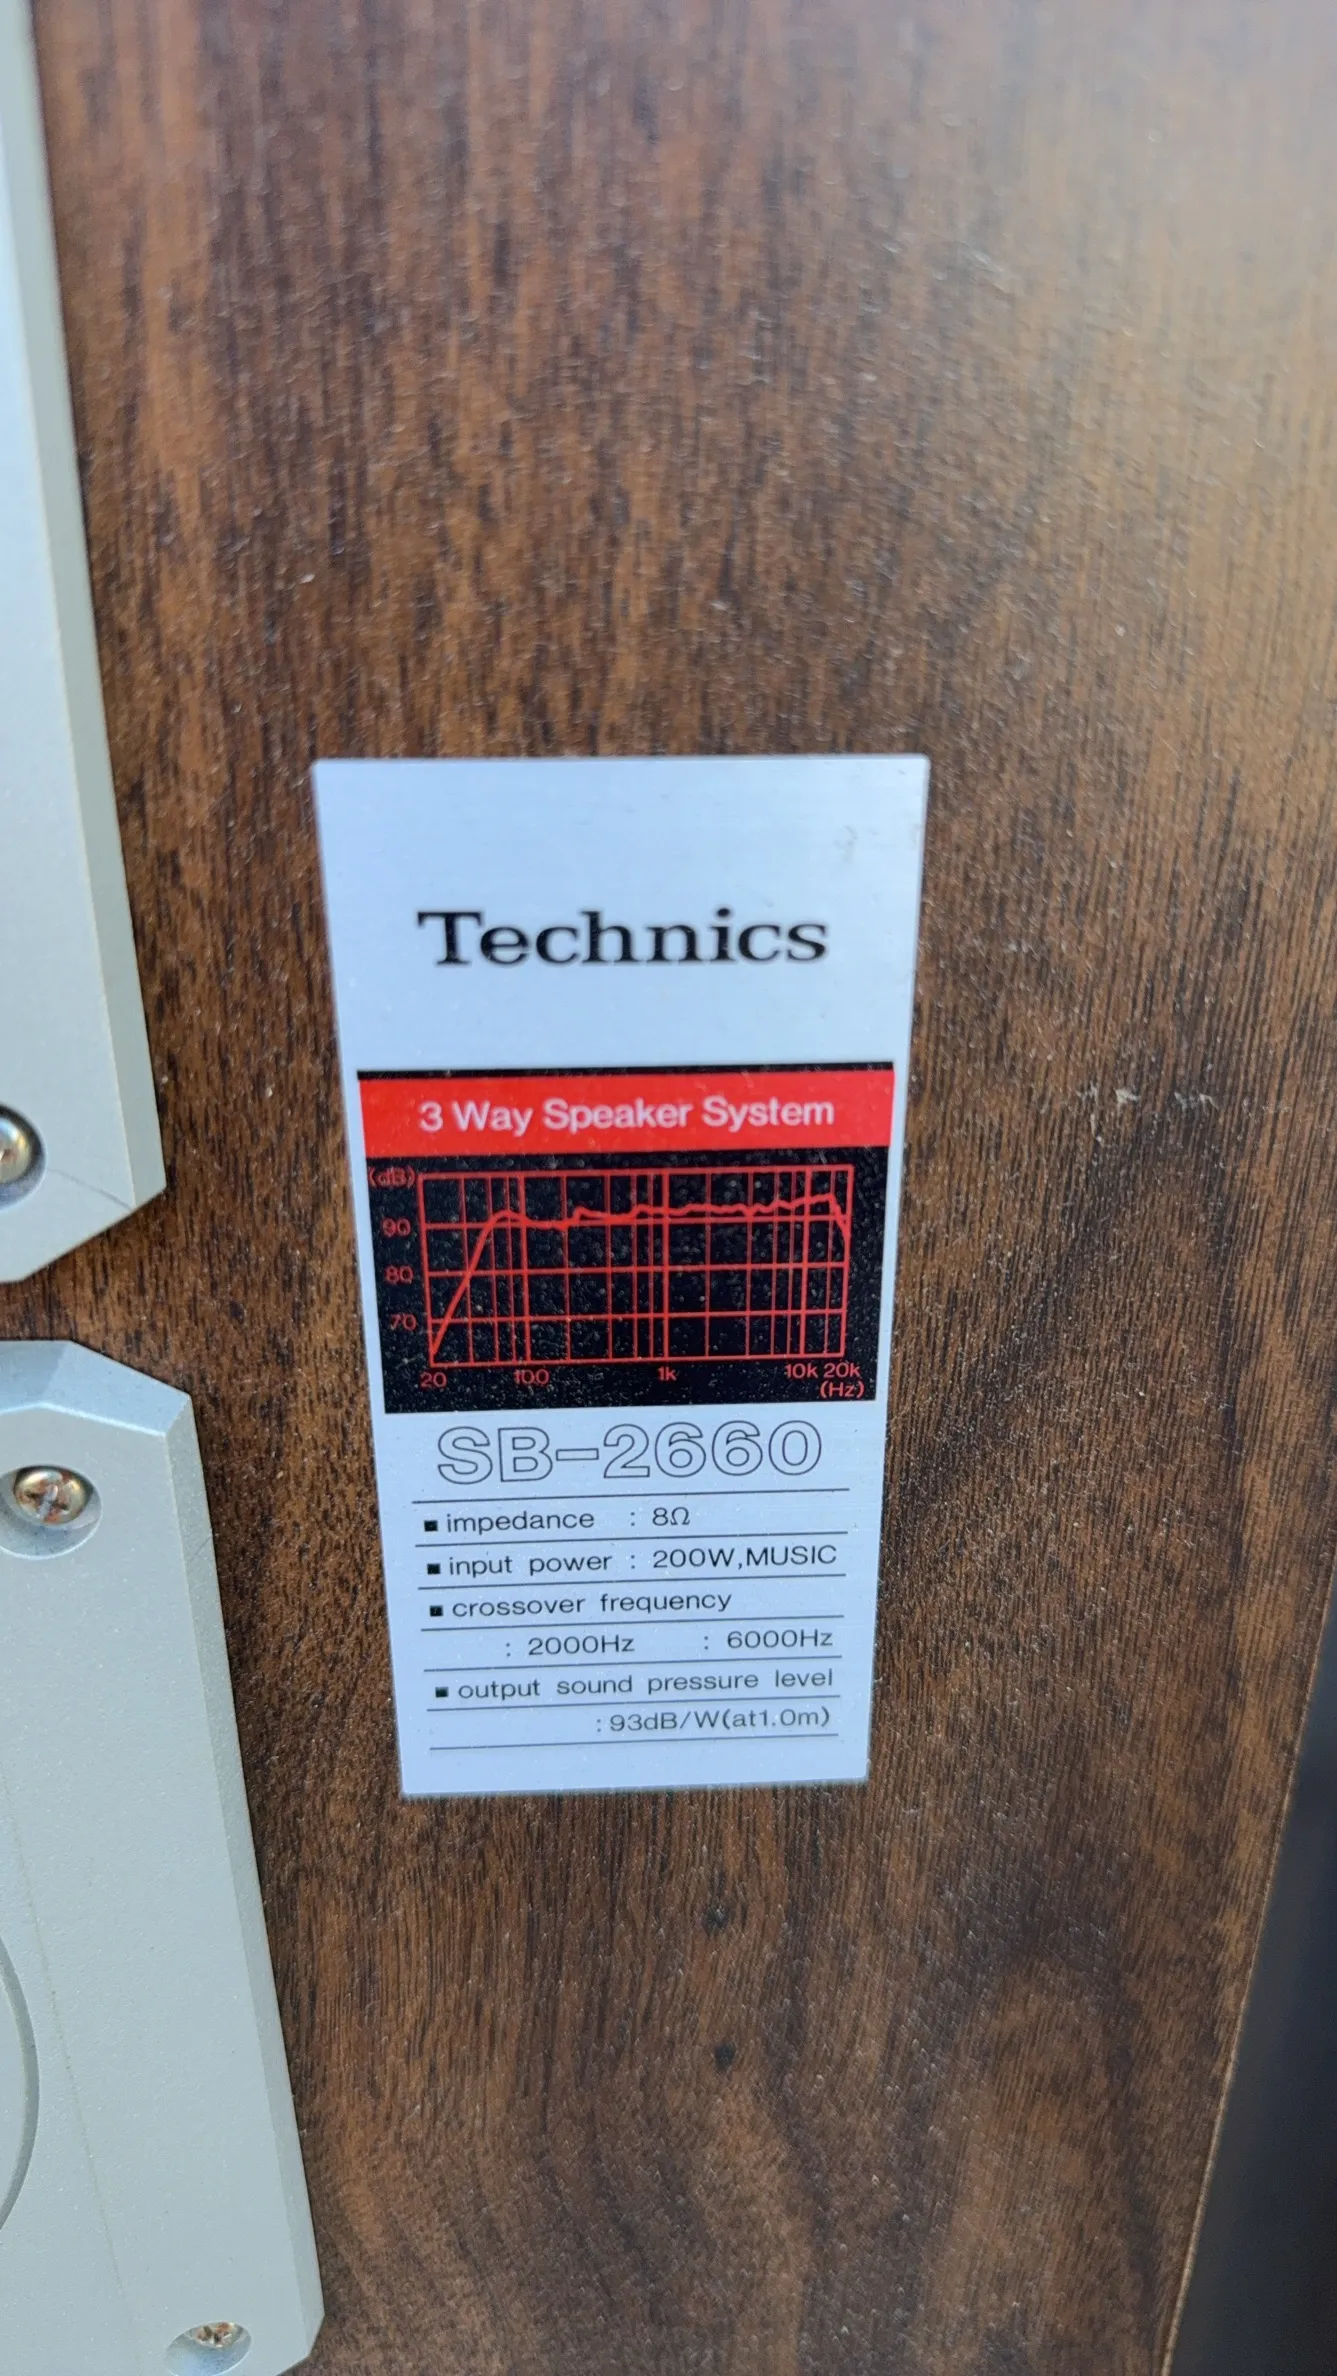 Technics
3 Way Speaker System
(dB)
90
80
70
20 100 1k 10k 20k
(Hz)
SB-2660
■ impedance : 8Ω
■ input power : 200W,MUSIC
■ crossover frequency
: 2000Hz : 6000Hz
■ output sound pressure level
: 93dB/W(at1.0m)